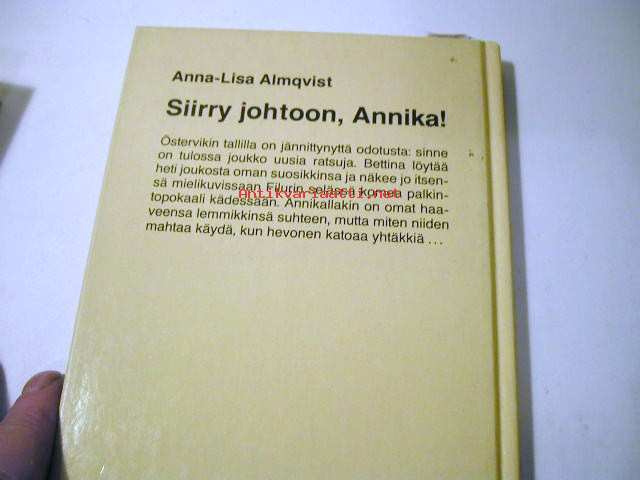 Anna-Lisa Almqvist
Siirry johtoon, Annika!
Östervikin tallilla on jännittynyttä odotusta: sinne
on tulossa joukko uusia ratsuja. Bettina löytää
heti joukosta oman suosikkinsa ja näkee jo itsen-
sä mielikuvissaan Filurin selässä komea palkin-
Antikvariaatti.net
topokaali kädessään. Annikallakin on omat haa-
veensa lemmikkinsä suhteen, mutta miten niiden
mahtaa käydä, kun hevonen katoaa yhtäkkiä ...